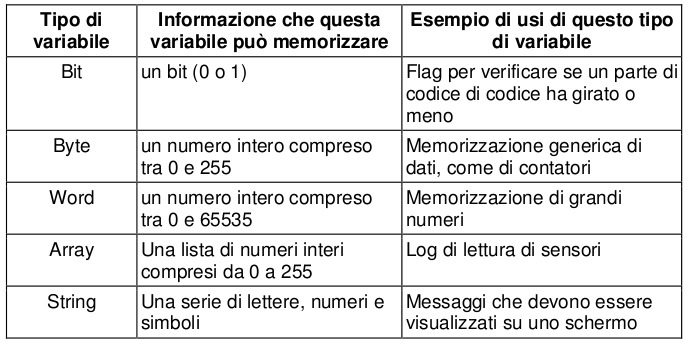 Tipo di variabile
Informazione che questa variabile può memorizzare
Esempio di usi di questo tipo di variabile
Bit
un bit (0 o 1)
Flag per verificare se un parte di
codice di codice ha girato o
meno
Byte
un numero intero compreso
tra 0 e 255
Memorizzazione generica di
dati, come di contatori
Word
un numero intero compreso
tra 0 e 65535
Memorizzazione di grandi
numeri
Array
Una lista di numeri interi
compresi da 0 a 255
Log di lettura di sensori
String
Una serie di lettere, numeri e
simboli
Messaggi che devono essere
visualizzati su uno schermo